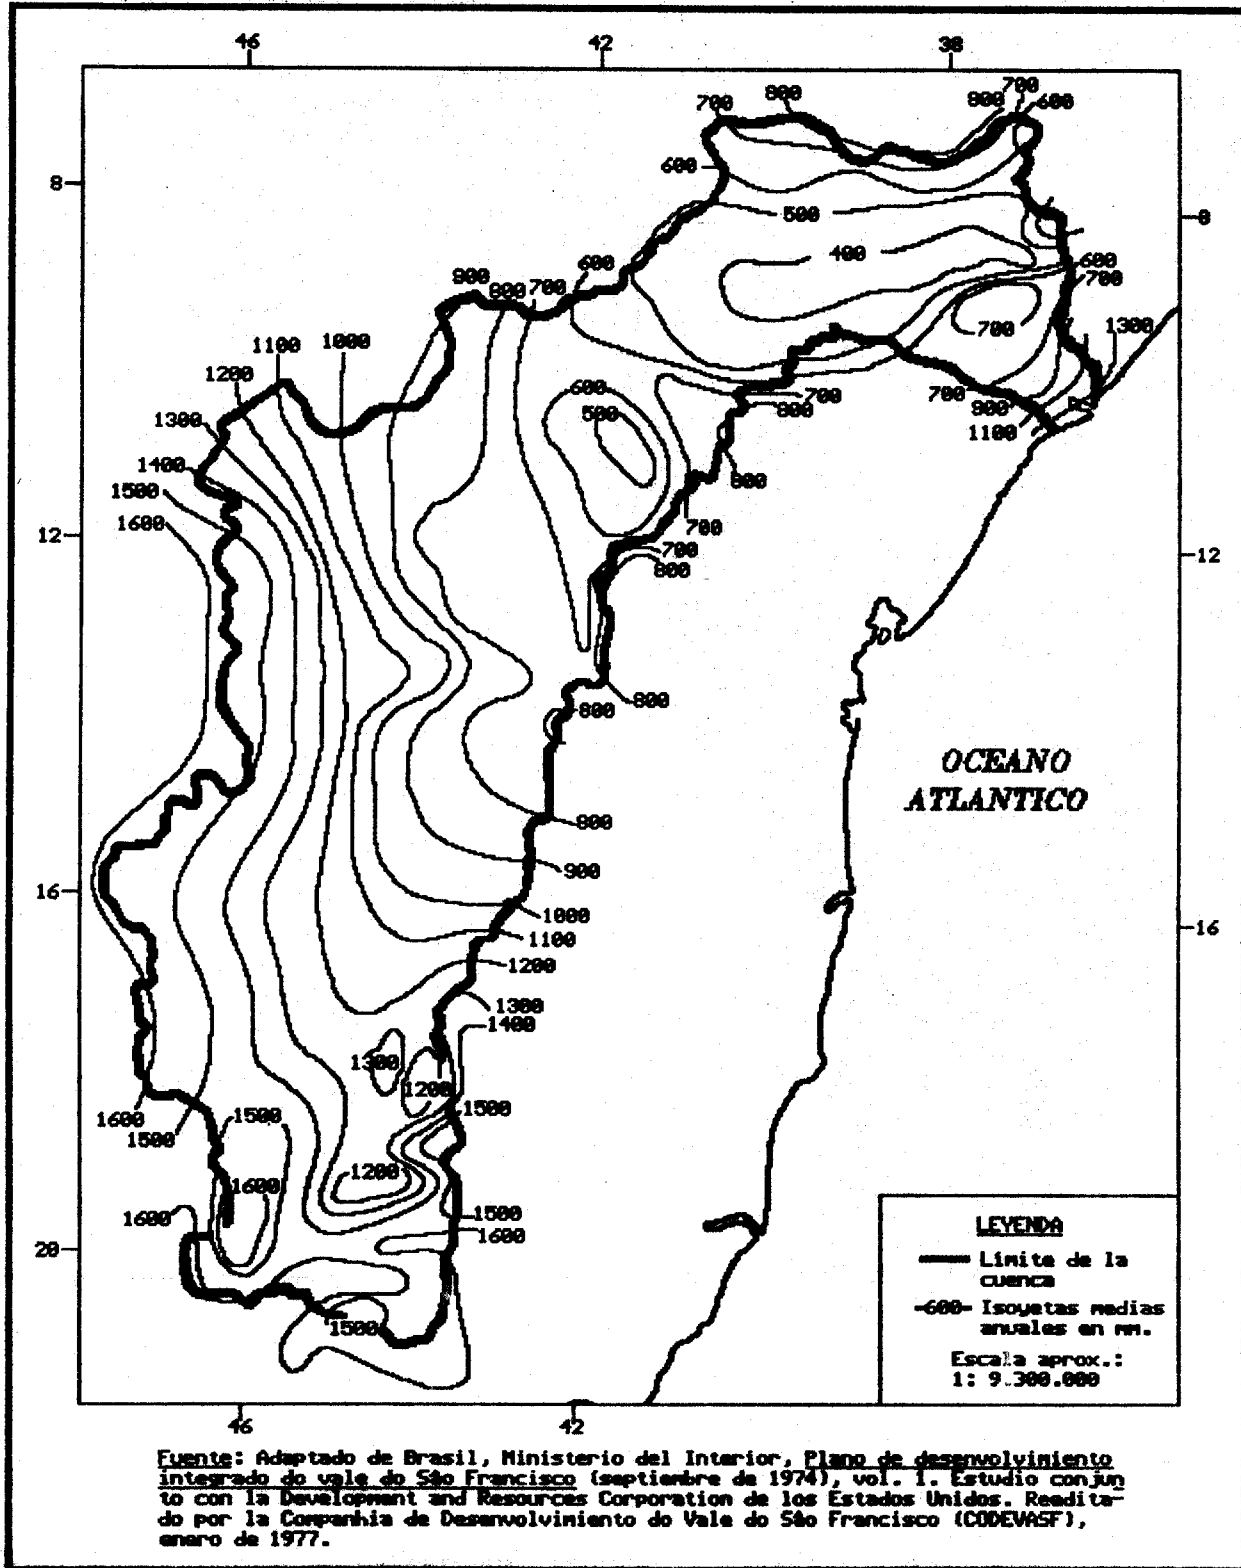 46 42 38
700 800 900 700 600
600
8 500 8
400
600 600
900 800 700 700
700 1300
1100 1000
1200
600
500
700 800 700 900 1100
1300
1400
1500
800
1600
700
12 700 12
800
800
800
OCEANO
ATLANTICO
800
900
16
1000
1100 16
1200
1300
1400
1300
1200
1600 1500 1500
1500
1200
1600
1600 1500
1600
20
1500
46 42
LEYENDA
Límite de la
cuenca
-600- Isoyetas medias
anuales en mm.
Escala aprox.:
1: 9.300.000
Fuente: Adaptado de Brasil, Ministerio del Interior, Plano de desenvolvimiento
integrado do vale do São Francisco (septiembre de 1974), vol. 1. Estudio conjun
to con la Development and Resources Corporation de los Estados Unidos. Reedita-
do por la Companhia de Desenvolvimiento do Vale do São Francisco (CODEVASF),
enero de 1977.